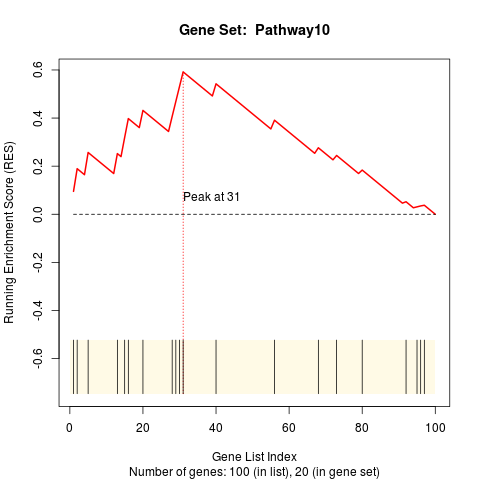 Gene Set:  Pathway10
Running Enrichment Score (RES)
0.6
0.4
0.2
0.0
-0.2
-0.4
-0.6
Peak at 31
0 20 40 60 80 100
Gene List Index
Number of genes: 100 (in list), 20 (in gene set)